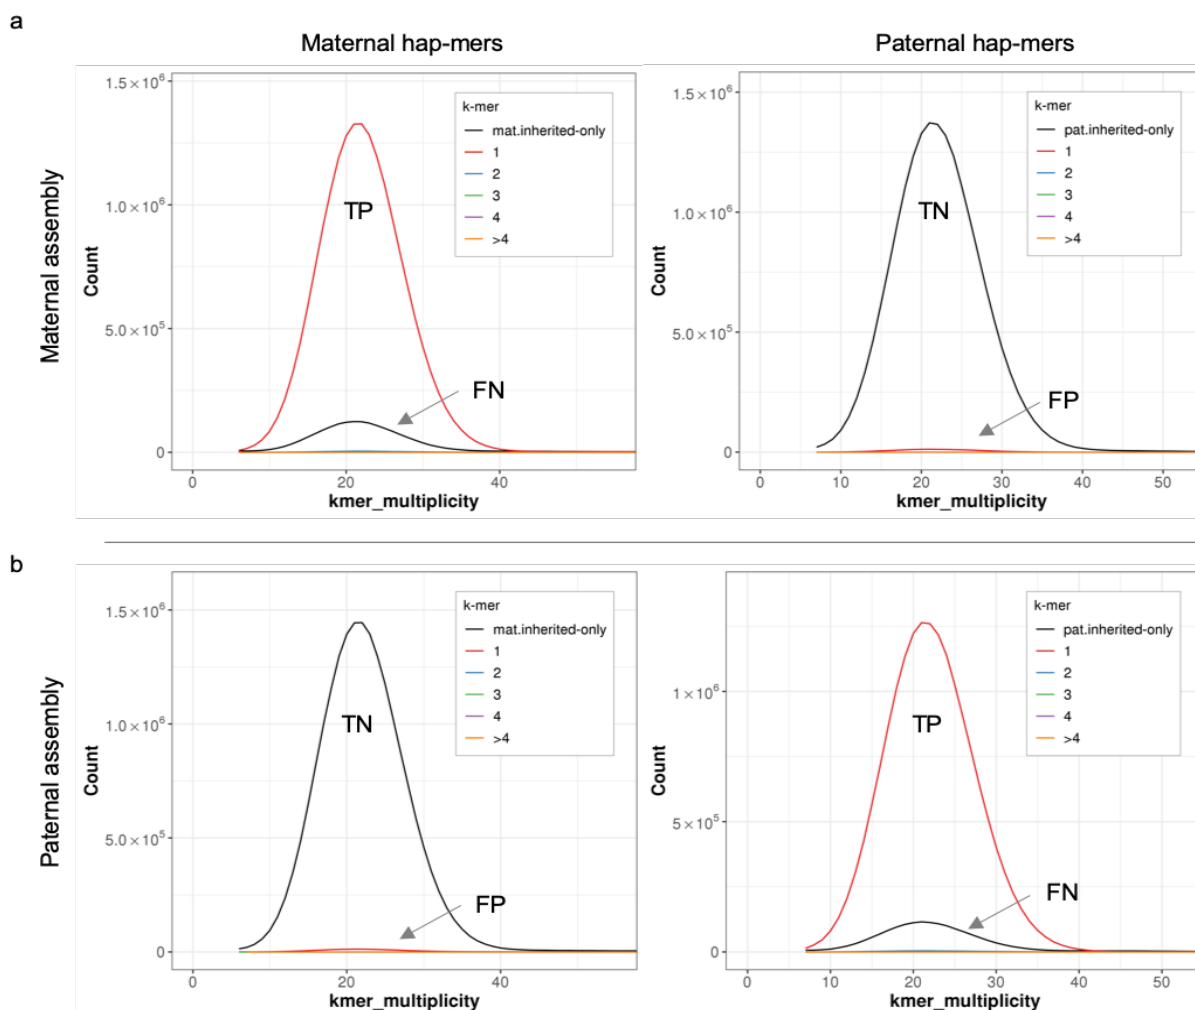 a
Maternal hap-mers
Paternal hap-mers
Maternal assembly
Count
1.5 × 10⁶
1.0 × 10⁶
5.0 × 10⁵
0
k-mer
mat.inherited-only
1
2
3
4
>4
TP
FN
0
20
40
kmer_multiplicity
Count
1.5 × 10⁶
1.0 × 10⁶
5.0 × 10⁵
0
k-mer
pat.inherited-only
1
2
3
4
>4
TN
FP
0
10
20
30
40
50
kmer_multiplicity
b
Paternal assembly
Count
1.5 × 10⁶
1.0 × 10⁶
5.0 × 10⁵
0
k-mer
mat.inherited-only
1
2
3
4
>4
TN
FP
0
20
40
kmer_multiplicity
Count
1 × 10⁶
5 × 10⁵
0
k-mer
pat.inherited-only
1
2
3
4
>4
TP
FN
0
10
20
30
40
50
kmer_multiplicity